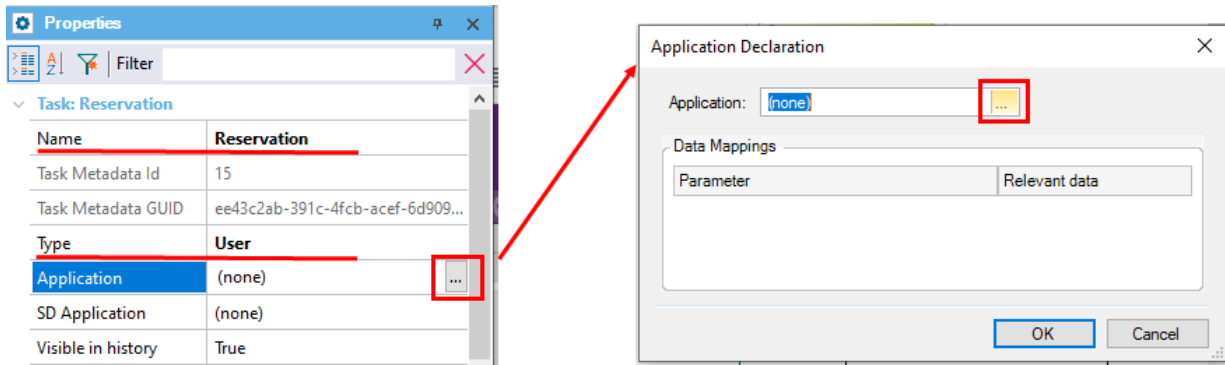 Properties
Filter
Task: Reservation
Name Reservation
Task Metadata Id 15
Task Metadata GUID ee43c2ab-391c-4fcb-acef-6d909...
Type User
Application (none) ...
SD Application (none)
Visible in history True
Application Declaration
Application: (none) ...
Data Mappings
Parameter Relevant data
OK Cancel